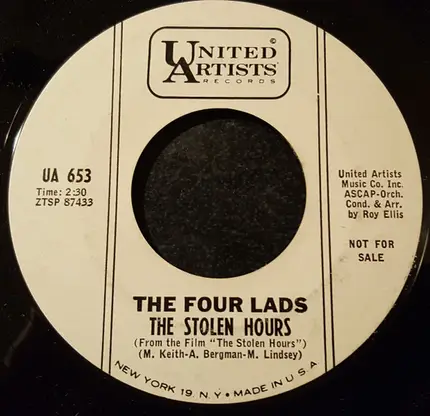 ©
UNITED
ARTISTS
RECORDS
UA 653
Time: 2:30
ZTSP 87433
United Artists
Music Co. Inc.
ASCAP-Orch.
Cond. & Arr.
by Roy Ellis
NOT FOR
SALE
THE FOUR LADS
THE STOLEN HOURS
(From the Film "The Stolen Hours")
(M. Keith-A. Bergman-M. Lindsey)
NEW YORK 19, N.Y. • MADE IN U S A